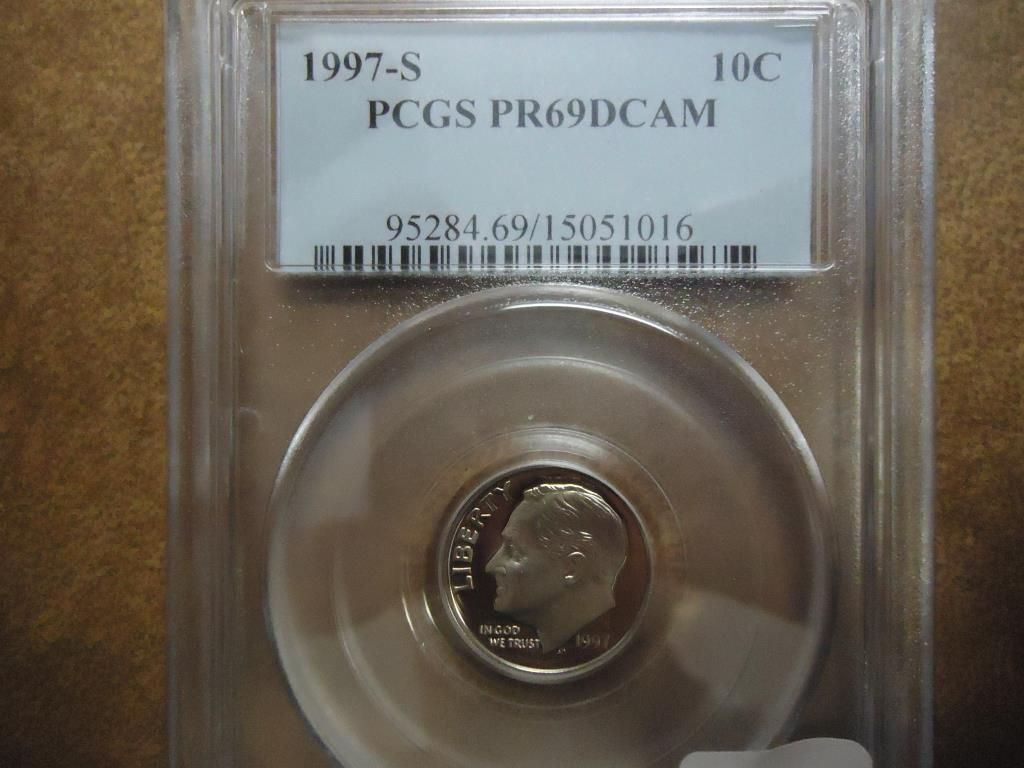 1997-S 10C
PCGS PR69DCAM
95284.69/15051016
LIBERTY
IN GOD
WE TRUST
1997